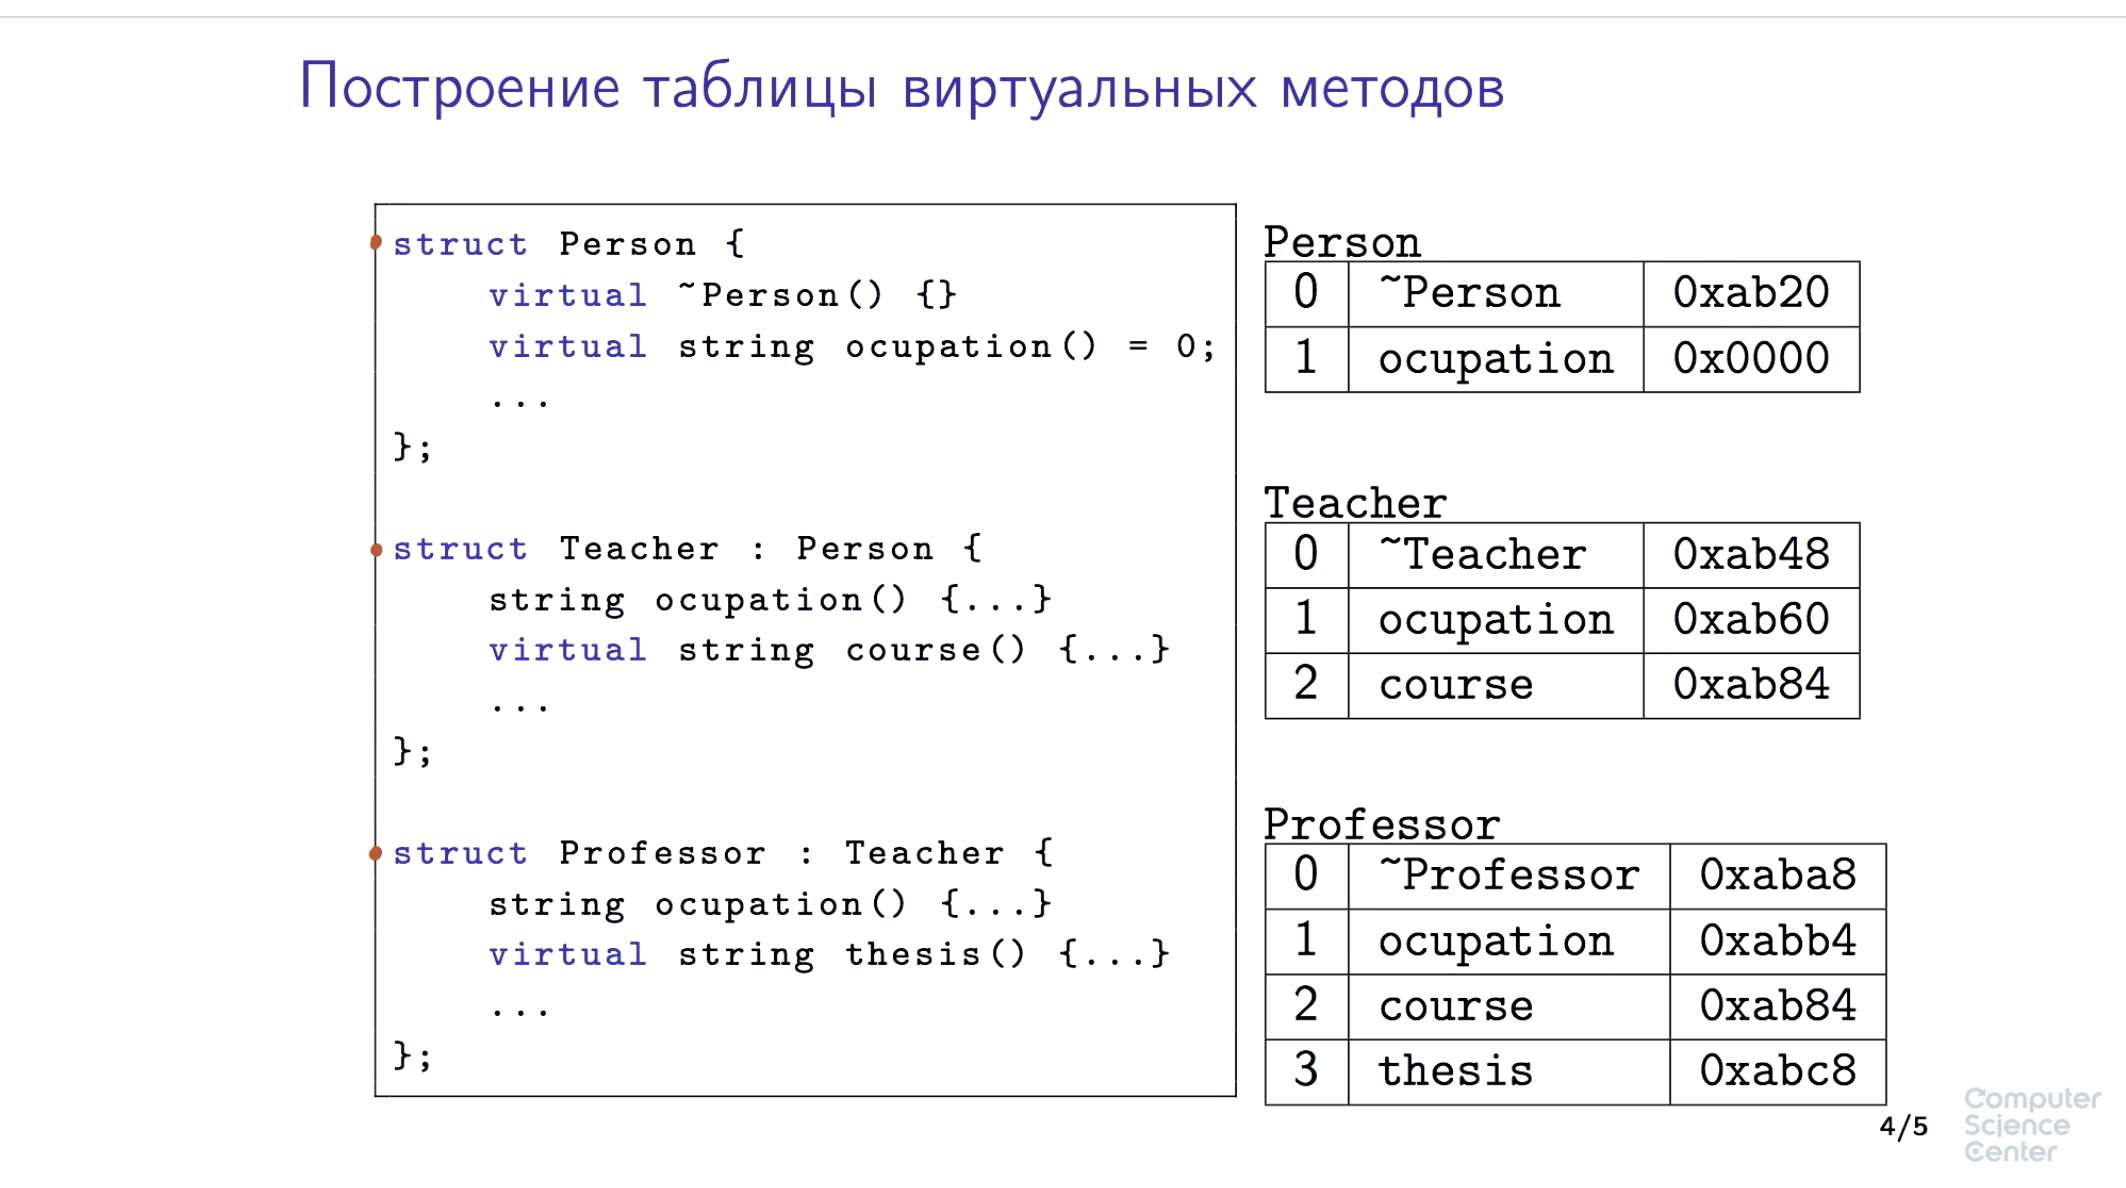 Построение таблицы виртуальных методов
struct Person {
virtual ~Person() {}
virtual string ocupation() = 0;
...
};
struct Teacher : Person {
string ocupation() {...}
virtual string course() {...}
...
};
struct Professor : Teacher {
string ocupation() {...}
virtual string thesis() {...}
...
};
Person
0 ~Person 0xab20
1 ocupation 0x0000
Teacher
0 ~Teacher 0xab48
1 ocupation 0xab60
2 course 0xab84
Professor
0 ~Professor 0xaba8
1 ocupation 0xabb4
2 course 0xab84
3 thesis 0xabc8
4/5
Computer
Science
Center